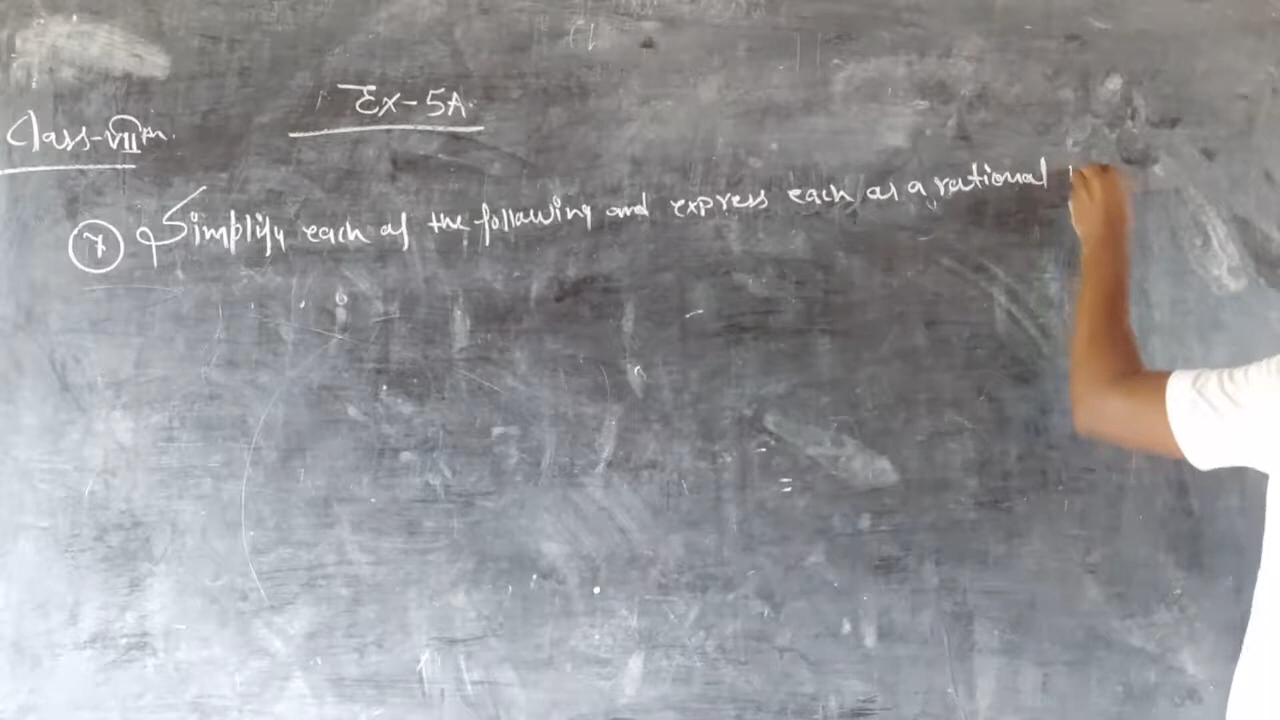 Ex-5A
Class-VIIth.
7 Simplify each of the following and express each as a rational